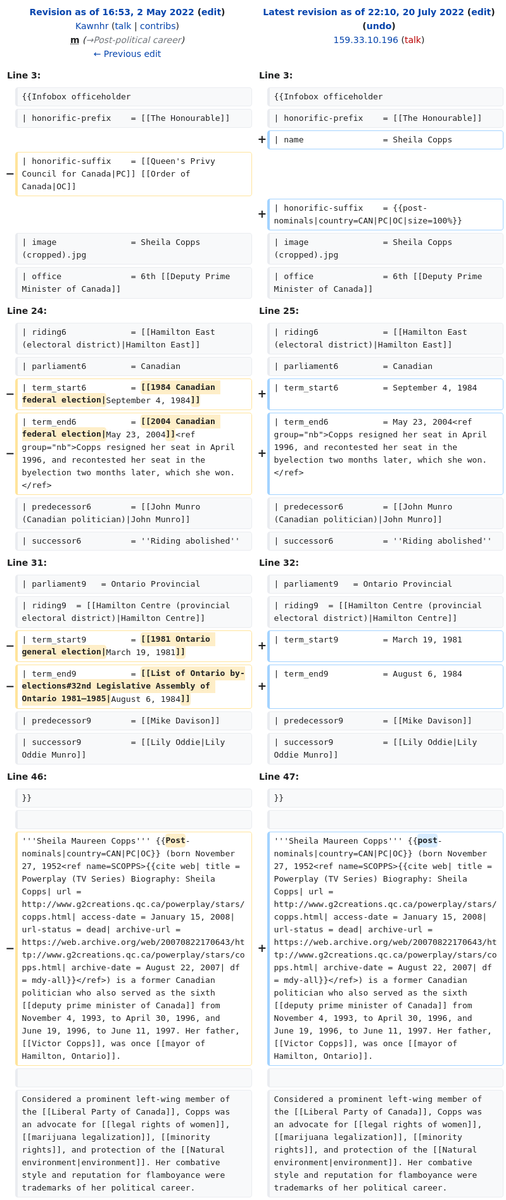 Revision as of 16:53, 2 May 2022 (edit)
Kawnhr (talk | contribs)
m (→Post-political career)
← Previous edit
Latest revision as of 22:10, 20 July 2022 (edit)
(undo)
159.33.10.196 (talk)
Line 3:
Line 3:
{{Infobox officeholder
{{Infobox officeholder
| honorific-prefix    = [[The Honourable]]
| honorific-prefix    = [[The Honourable]]
+
| name                = Sheila Copps
−
| honorific-suffix    = [[Queen's Privy
Council for Canada|PC]] [[Order of
Canada|OC]]
+
| honorific-suffix    = {{post-
nominals|country=CAN|PC|OC|size=100%}}
| image               = Sheila Copps
(cropped).jpg
| image               = Sheila Copps
(cropped).jpg
| office              = 6th [[Deputy Prime
Minister of Canada]]
| office              = 6th [[Deputy Prime
Minister of Canada]]
Line 24:
Line 25:
| riding6             = [[Hamilton East
(electoral district)|Hamilton East]]
| riding6             = [[Hamilton East
(electoral district)|Hamilton East]]
| parliament6         = Canadian
| parliament6         = Canadian
−
| term_start6         = [[1984 Canadian
federal election|September 4, 1984]]
+
| term_start6         = September 4, 1984
−
| term_end6           = [[2004 Canadian
federal election|May 23, 2004]]<ref
group="nb">Copps resigned her seat in April
1996, and recontested her seat in the
byelection two months later, which she won.
</ref>
+
| term_end6           = May 23, 2004<ref
group="nb">Copps resigned her seat in April
1996, and recontested her seat in the
byelection two months later, which she won.
</ref>
| predecessor6        = [[John Munro
(Canadian politician)|John Munro]]
| predecessor6        = [[John Munro
(Canadian politician)|John Munro]]
| successor6          = ''Riding abolished''
| successor6          = ''Riding abolished''
Line 31:
Line 32:
| parliament9   = Ontario Provincial
| parliament9   = Ontario Provincial
| riding9  = [[Hamilton Centre (provincial
electoral district)|Hamilton Centre]]
| riding9  = [[Hamilton Centre (provincial
electoral district)|Hamilton Centre]]
−
| term_start9         = [[1981 Ontario
general election|March 19, 1981]]
+
| term_start9         = March 19, 1981
−
| term_end9           = [[List of Ontario by-
elections#32nd Legislative Assembly of
Ontario 1981–1985|August 6, 1984]]
+
| term_end9           = August 6, 1984
| predecessor9        = [[Mike Davison]]
| predecessor9        = [[Mike Davison]]
| successor9          = [[Lily Oddie|Lily
Oddie Munro]]
| successor9          = [[Lily Oddie|Lily
Oddie Munro]]
Line 46:
Line 47:
}}
}}
−
'''Sheila Maureen Copps''' {{Post-
nominals|country=CAN|PC|OC}} (born November
27, 1952<ref name=SCOPPS>{{cite web| title =
Powerplay (TV Series) Biography: Sheila
Copps| url =
http://www.g2creations.qc.ca/powerplay/stars/
copps.html| access-date = January 15, 2008|
url-status = dead| archive-url =
https://web.archive.org/web/20070822170643/ht
tp://www.g2creations.qc.ca/powerplay/stars/co
pps.html| archive-date = August 22, 2007| df
= mdy-all}}</ref>) is a former Canadian
politician who also served as the sixth
[[deputy prime minister of Canada]] from
November 4, 1993, to April 30, 1996, and
June 19, 1996, to June 11, 1997. Her father,
[[Victor Copps]], was once [[mayor of
Hamilton, Ontario]].
+
'''Sheila Maureen Copps''' {{post-
nominals|country=CAN|PC|OC}} (born November
27, 1952<ref name=SCOPPS>{{cite web| title =
Powerplay (TV Series) Biography: Sheila
Copps| url =
http://www.g2creations.qc.ca/powerplay/stars/
copps.html| access-date = January 15, 2008|
url-status = dead| archive-url =
https://web.archive.org/web/20070822170643/ht
tp://www.g2creations.qc.ca/powerplay/stars/co
pps.html| archive-date = August 22, 2007| df
= mdy-all}}</ref>) is a former Canadian
politician who also served as the sixth
[[deputy prime minister of Canada]] from
November 4, 1993, to April 30, 1996, and
June 19, 1996, to June 11, 1997. Her father,
[[Victor Copps]], was once [[mayor of
Hamilton, Ontario]].
Considered a prominent left-wing member of
the [[Liberal Party of Canada]], Copps was
an advocate for [[legal rights of women]],
[[marijuana legalization]], [[minority
rights]], and protection of the [[Natural
environment|environment]]. Her combative
style and reputation for flamboyance were
trademarks of her political career.
Considered a prominent left-wing member of
the [[Liberal Party of Canada]], Copps was
an advocate for [[legal rights of women]],
[[marijuana legalization]], [[minority
rights]], and protection of the [[Natural
environment|environment]]. Her combative
style and reputation for flamboyance were
trademarks of her political career.